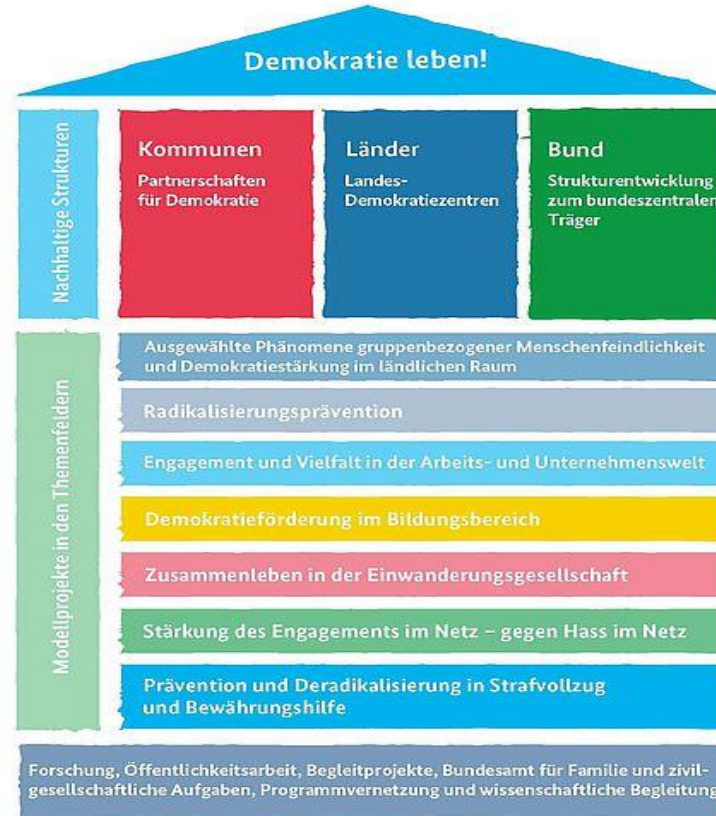 Demokratie leben!
Nachhaltige Strukturen
Kommunen
Partnerschaften
für Demokratie
Länder
Landes-
Demokratiezentren
Bund
Strukturentwicklung
zum bundeszentralen
Träger
Modellprojekte in den Themenfeldern
Ausgewählte Phänomene gruppenbezogener Menschenfeindlichkeit
und Demokratiestärkung im ländlichen Raum
Radikalisierungsprävention
Engagement und Vielfalt in der Arbeits- und Unternehmenswelt
Demokratieförderung im Bildungsbereich
Zusammenleben in der Einwanderungsgesellschaft
Stärkung des Engagements im Netz – gegen Hass im Netz
Prävention und Deradikalisierung in Strafvollzug
und Bewährungshilfe
Forschung, Öffentlichkeitsarbeit, Begleitprojekte, Bundesamt für Familie und zivil-
gesellschaftliche Aufgaben, Programmvernetzung und wissenschaftliche Begleitung